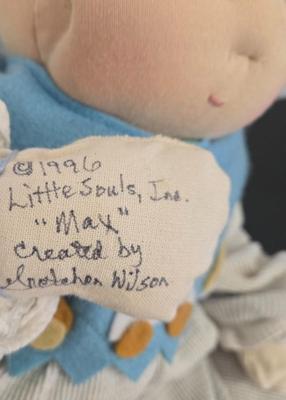 ©1996
Little Souls, Inc.
"Max"
Created by
Gretchen Wilson